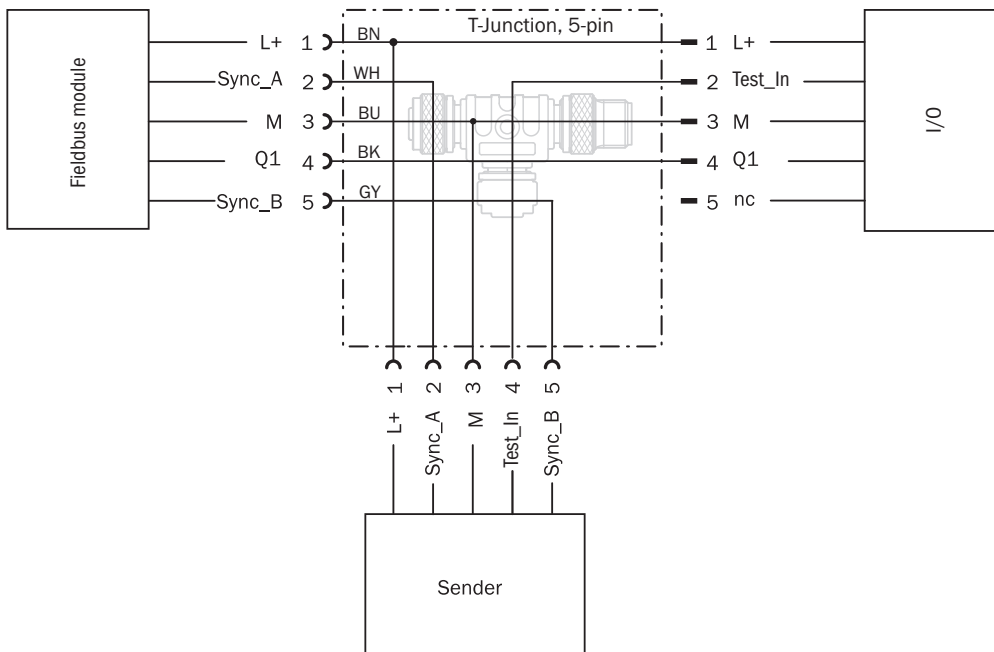 T-Junction, 5-pin
Fieldbus module
L+ 1 BN 1 L+
Sync_A 2 WH 2 Test_In
M 3 BU 3 M
Q1 4 BK 4 Q1
Sync_B 5 GY 5 nc
I/O
1 2 3 4 5
L+ Sync_A M Test_In Sync_B
Sender